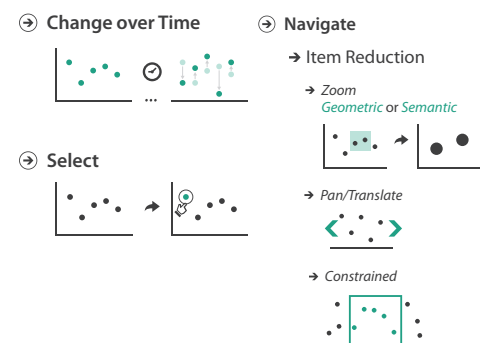 Change over Time
...
Select
Navigate
Item Reduction
Zoom
Geometric or Semantic
Pan/Translate
Constrained